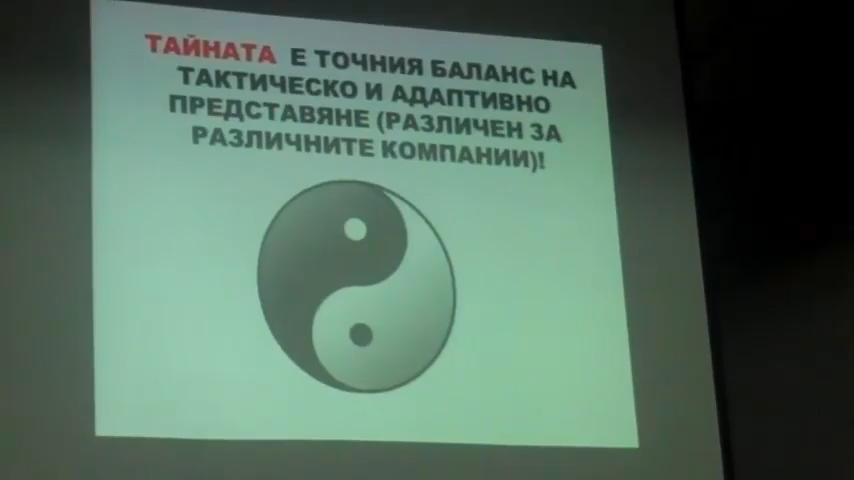 ТАЙНАТА Е ТОЧНИЯ БАЛАНС НА
ТАКТИЧЕСКО И АДАПТИВНО
ПРЕДСТАВЯНЕ (РАЗЛИЧЕН ЗА
РАЗЛИЧНИТЕ КОМПАНИИ)!